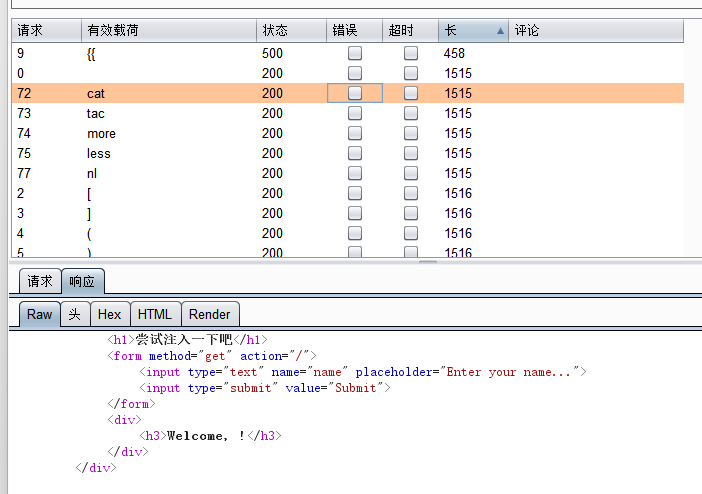 请求 有效载荷 状态 错误 超时 长 评论
9 {{ 500 458
0 200 1515
72 cat 200 1515
73 tac 200 1515
74 more 200 1515
75 less 200 1515
77 nl 200 1515
2 [ 200 1516
3 ] 200 1516
4 ( 200 1516
5 ) 200 1516
请求 响应
Raw 头 Hex HTML Render
<h1>尝试注入一下吧</h1>
<form method="get" action="/">
<input type="text" name="name" placeholder="Enter your name...">
<input type="submit" value="Submit">
</form>
<div>
<h3>Welcome, !</h3>
</div>
</div>